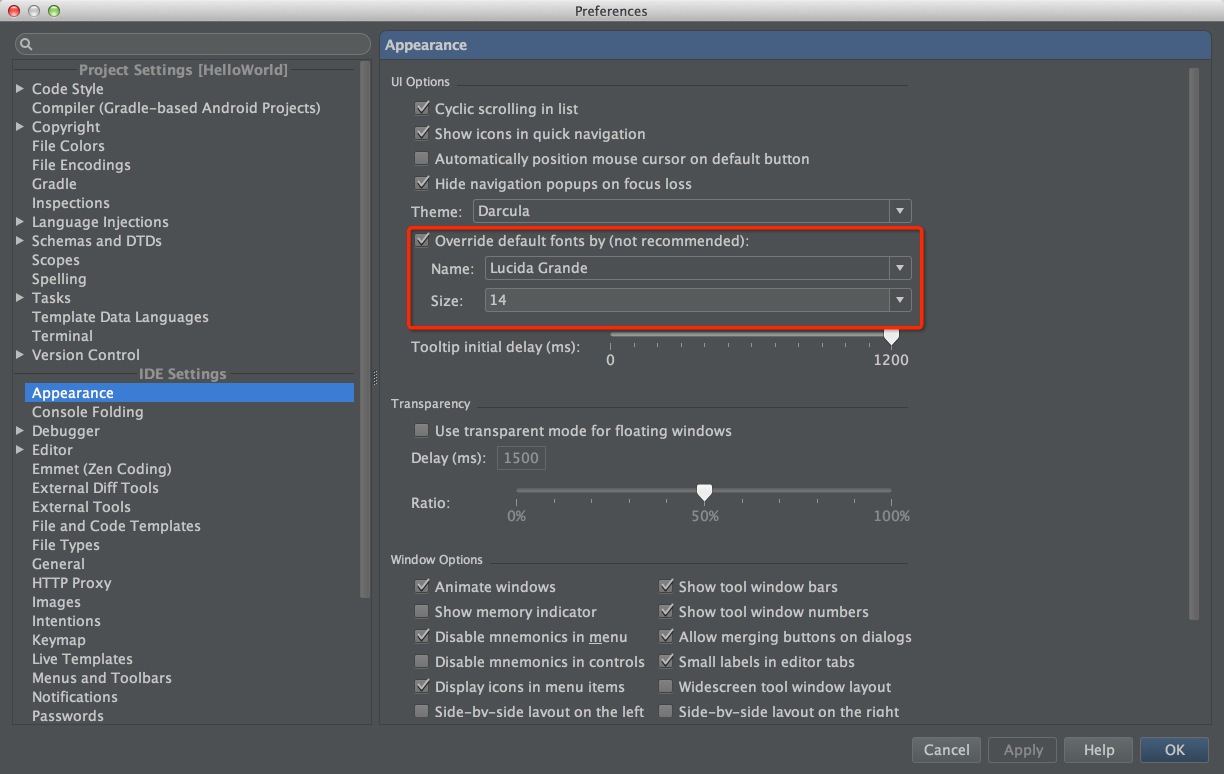 Preferences
Project Settings [HelloWorld]
Code Style
Compiler (Gradle-based Android Projects)
Copyright
File Colors
File Encodings
Gradle
Inspections
Language Injections
Schemas and DTDs
Scopes
Spelling
Tasks
Template Data Languages
Terminal
Version Control
IDE Settings
Appearance
Console Folding
Debugger
Editor
Emmet (Zen Coding)
External Diff Tools
External Tools
File and Code Templates
File Types
General
HTTP Proxy
Images
Intentions
Keymap
Live Templates
Menus and Toolbars
Notifications
Passwords
Appearance
UI Options
Cyclic scrolling in list
Show icons in quick navigation
Automatically position mouse cursor on default button
Hide navigation popups on focus loss
Theme: Darcula
Override default fonts by (not recommended):
Name: Lucida Grande
Size: 14
Tooltip initial delay (ms):
0 1200
Transparency
Use transparent mode for floating windows
Delay (ms): 1500
Ratio:
0% 50% 100%
Window Options
Animate windows Show tool window bars
Show memory indicator Show tool window numbers
Disable mnemonics in menu Allow merging buttons on dialogs
Disable mnemonics in controls Small labels in editor tabs
Display icons in menu items Widescreen tool window layout
Side-by-side layout on the left Side-by-side layout on the right
Cancel Apply Help OK